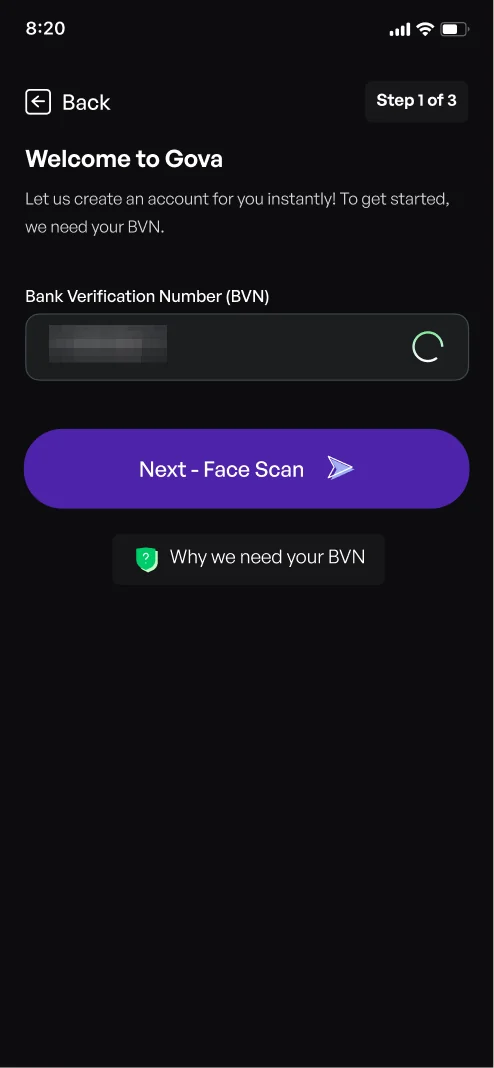 8:20
Back
Step 1 of 3
Welcome to Gova
Let us create an account for you instantly! To get started,
we need your BVN.
Bank Verification Number (BVN)
Next - Face Scan
?
Why we need your BVN